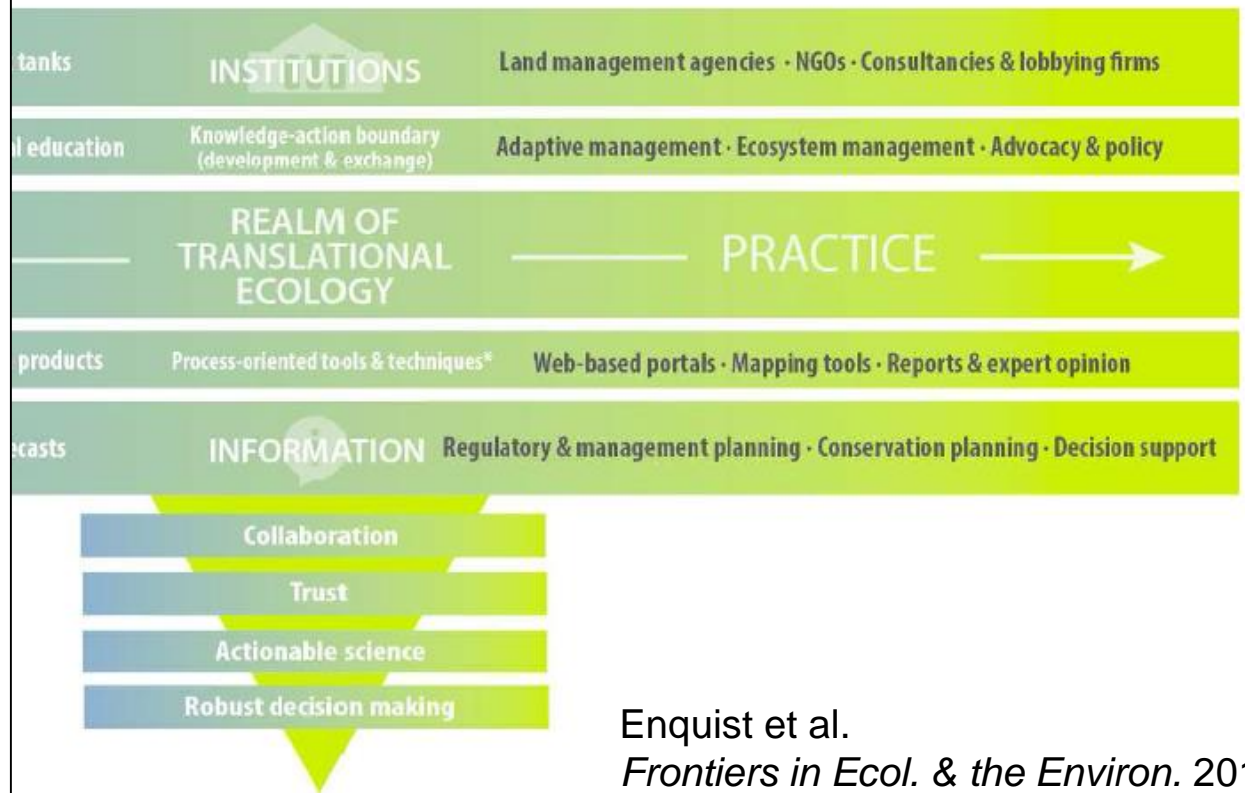 tanks INSTITUTIONS Land management agencies · NGOs · Consultancies & lobbying firms
education Knowledge-action boundary
(development & exchange) Adaptive management · Ecosystem management · Advocacy & policy
REALM OF
TRANSLATIONAL
ECOLOGY
PRACTICE
products Process-oriented tools & techniques* Web-based portals · Mapping tools · Reports & expert opinion
INFORMATION Regulatory & management planning · Conservation planning · Decision support
Collaboration
Trust
Actionable science
Robust decision making
Enquist et al.
Frontiers in Ecol. & the Environ.